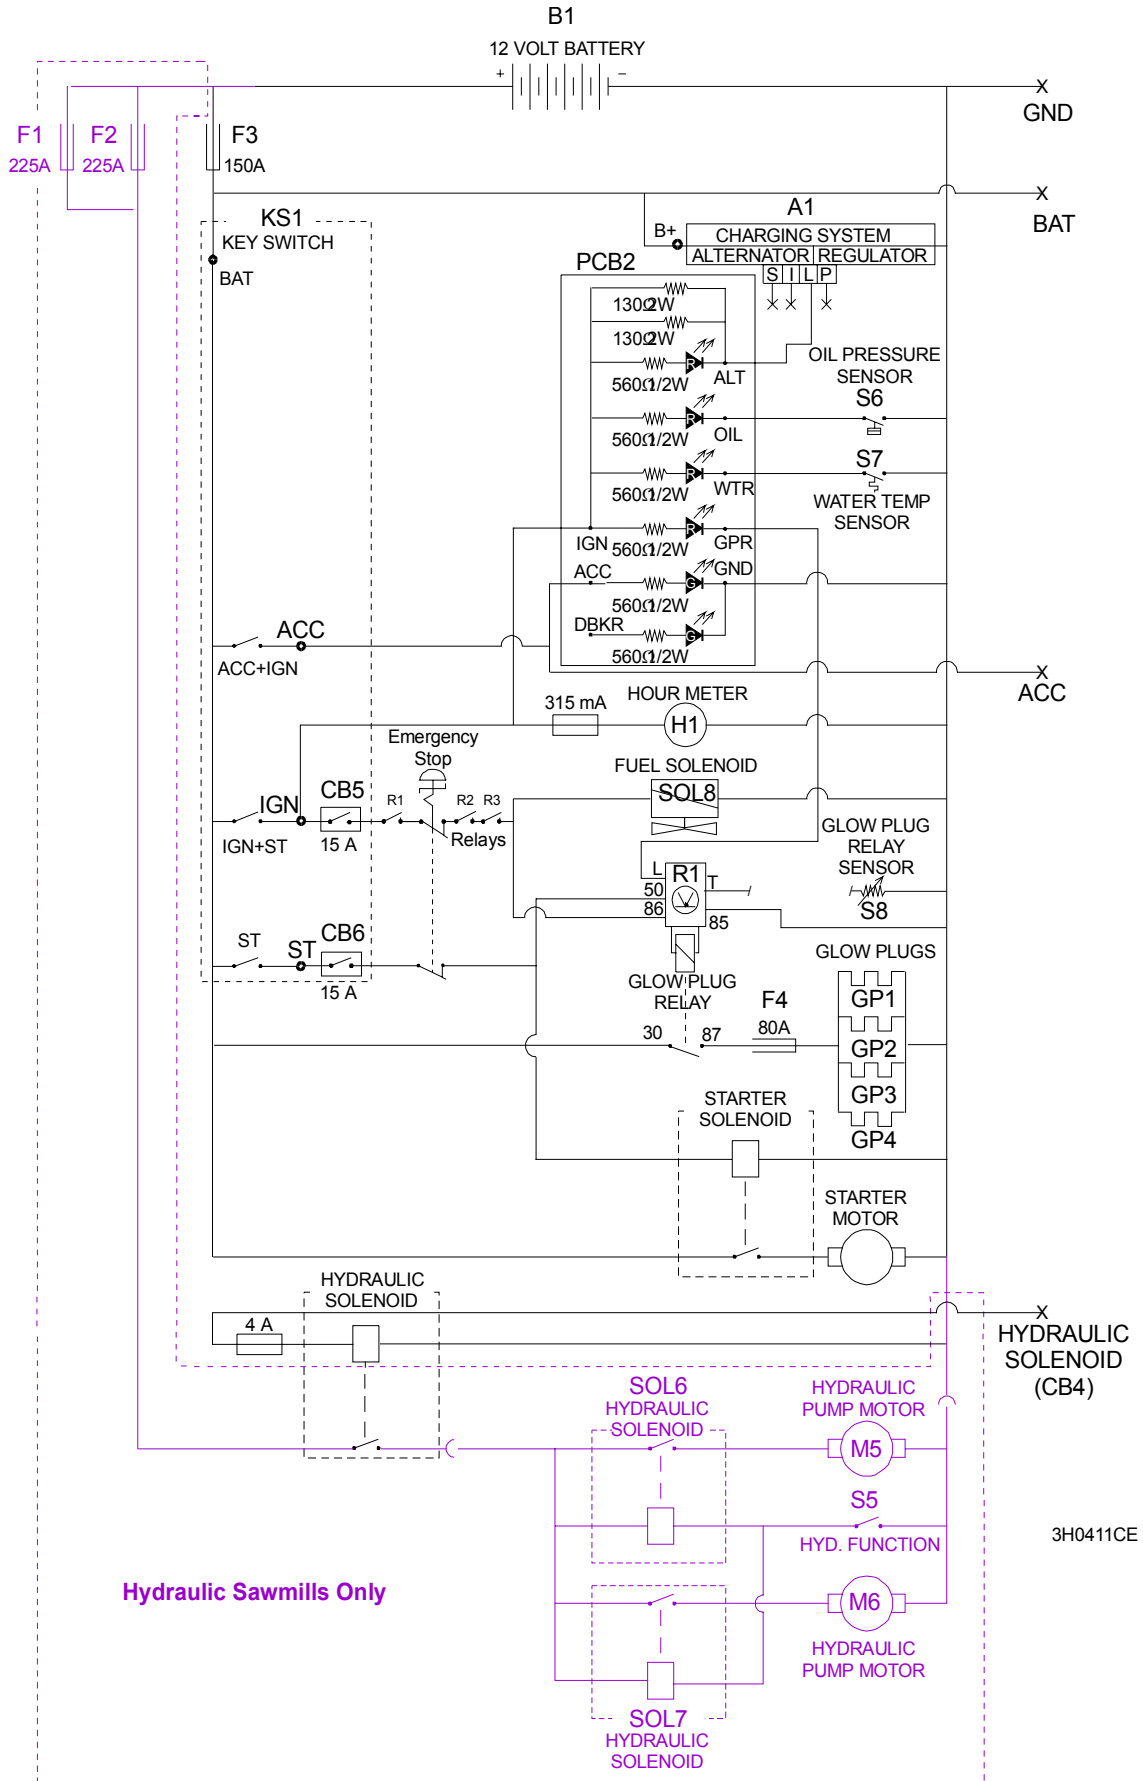 B1
12 VOLT BATTERY
+
−
X
GND
F1
225A
F2
225A
F3
150A
X
BAT
KS1
KEY SWITCH
BAT
A1
B+
CHARGING SYSTEM
ALTERNATOR REGULATOR
S I L P
PCB2
130Ω2W
130Ω2W
R
ALT
560Ω1/2W
OIL PRESSURE
SENSOR
S6
R
OIL
560Ω1/2W
S7
R
WTR
560Ω1/2W
WATER TEMP
SENSOR
IGN
R
GPR
560Ω1/2W
ACC
G
GND
560Ω1/2W
DBKR
G
560Ω1/2W
ACC
ACC+IGN
X
ACC
315 mA
HOUR METER
H1
Emergency
Stop
FUEL SOLENOID
SOL8
IGN
IGN+ST
CB5
15 A
R1
R2
R3
Relays
GLOW PLUG
RELAY
SENSOR
S8
L
50
86
R1
T
85
GLOW PLUG
RELAY
ST
ST
CB6
15 A
GLOW PLUGS
GP1
GP2
GP3
GP4
30
87
F4
80A
STARTER
SOLENOID
STARTER
MOTOR
HYDRAULIC
SOLENOID
4 A
X
HYDRAULIC
SOLENOID
(CB4)
SOL6
HYDRAULIC
SOLENOID
HYDRAULIC
PUMP MOTOR
M5
S5
HYD. FUNCTION
3H0411CE
Hydraulic Sawmills Only
M6
HYDRAULIC
PUMP MOTOR
SOL7
HYDRAULIC
SOLENOID